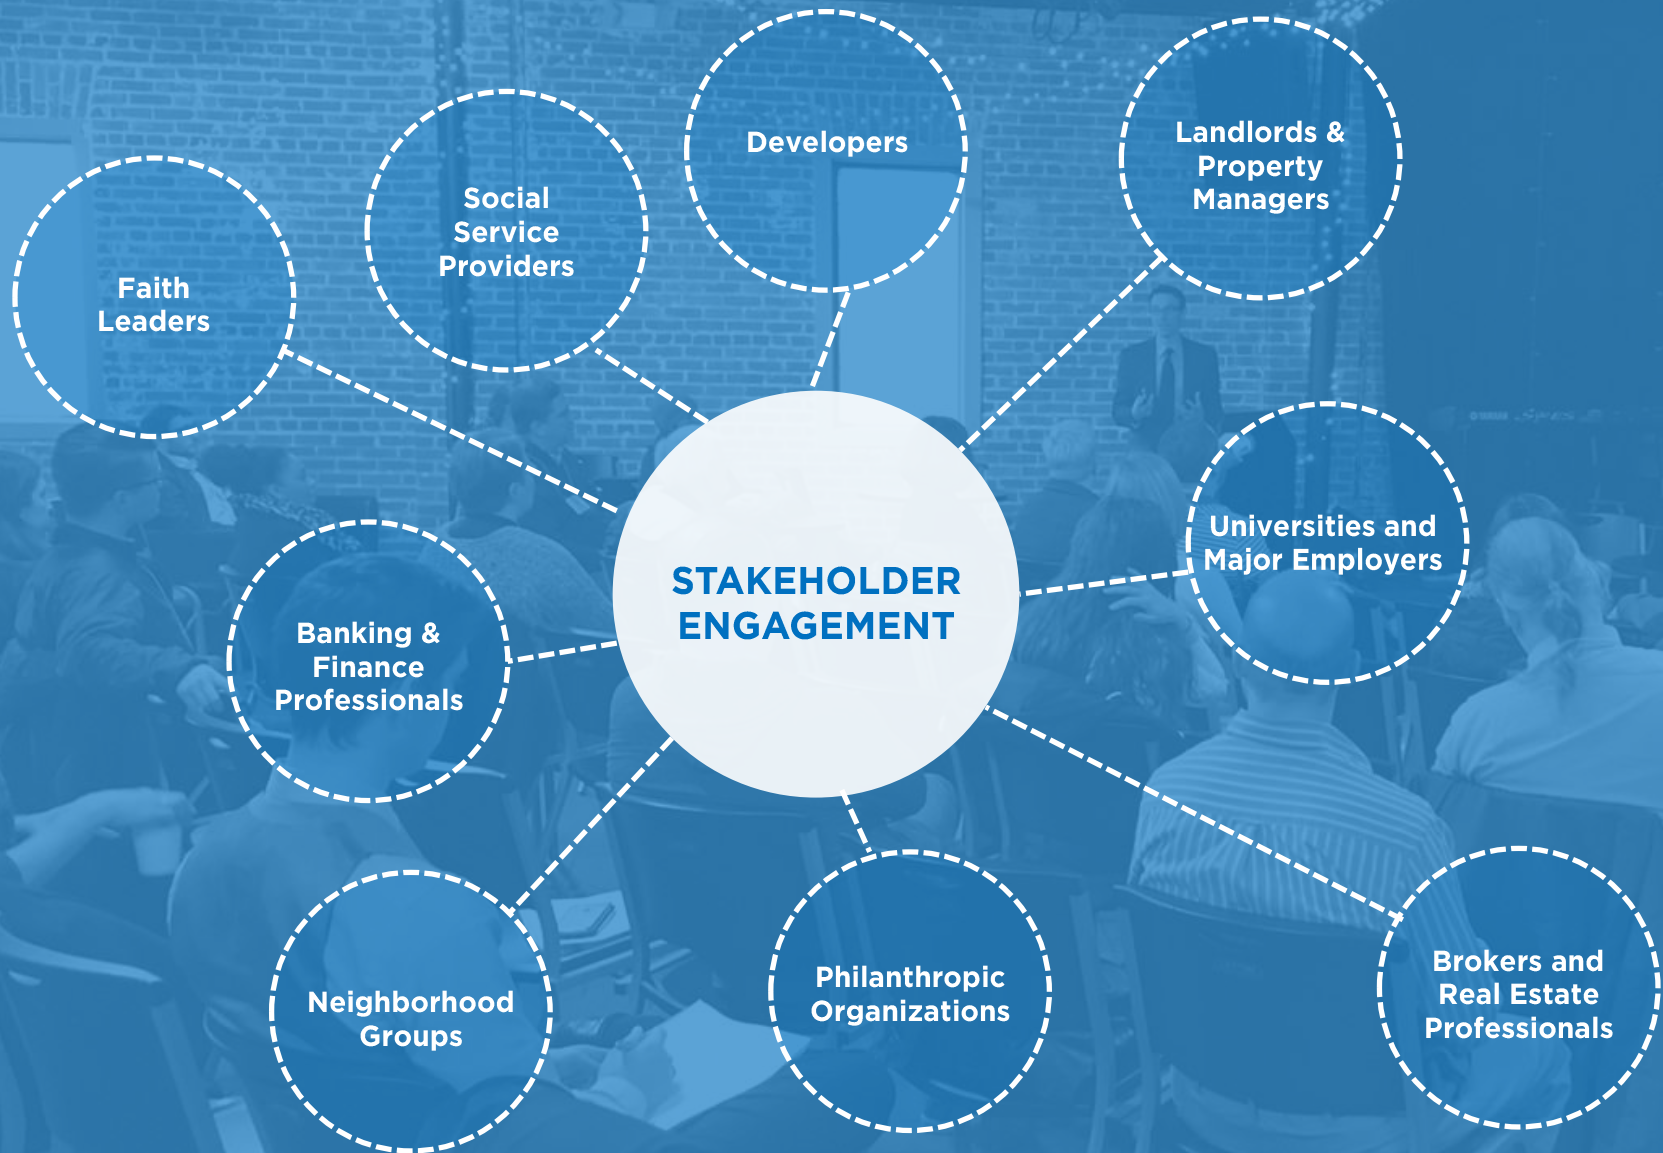 Developers
Landlords &
Property
Managers
Social
Service
Providers
Faith
Leaders
Universities and
Major Employers
STAKEHOLDER
ENGAGEMENT
Banking &
Finance
Professionals
Neighborhood
Groups
Philanthropic
Organizations
Brokers and
Real Estate
Professionals